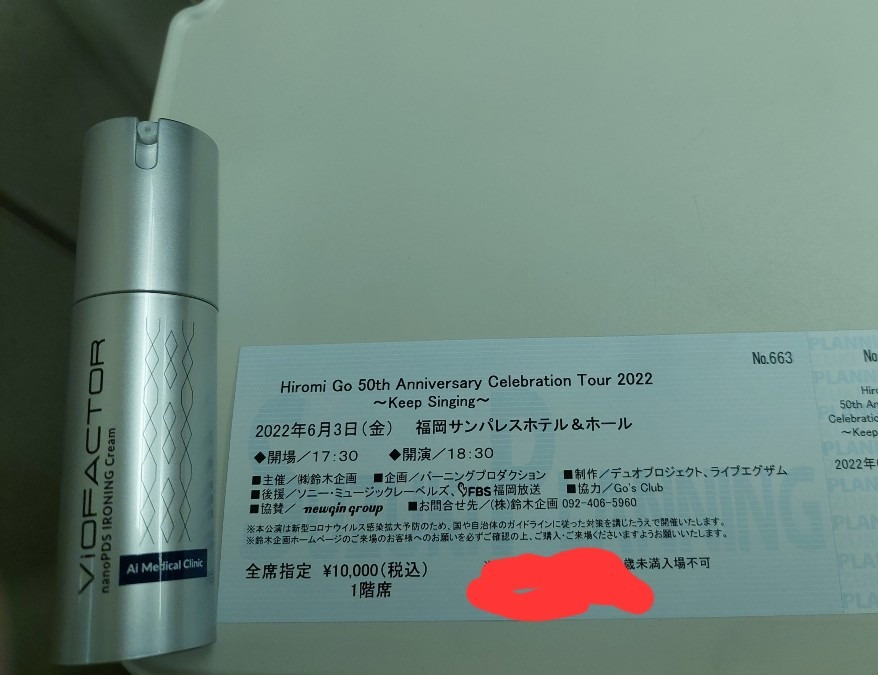 VIOFACTOR
nanoPDS IRONING Cream
Ai Medical Clinic
No.663
Hiromi Go 50th Anniversary Celebration Tour 2022
～Keep Singing～
2022年6月3日(金) 福岡サンパレスホテル＆ホール
◆開場／17:30 ◆開演／18:30
■主催／㈱鈴木企画 ■企画／バーニングプロダクション ■制作／デュオプロジェクト、ライブエグザム
■後援／ソニー・ミュージックレーベルズ、FBS福岡放送 ■協力／Go's Club
■協賛／ newgin group ■お問合せ先／(株)鈴木企画 092-406-5960
※本公演は新型コロナウイルス感染拡大予防のため、国や自治体のガイドラインに従った対策を講じたうえで開催いたします。
※鈴木企画ホームページのご来場のお客様へのお願いを必ずご確認の上、ご購入・ご来場くださいますようお願いいたします。
全席指定 ¥10,000(税込)
歳未満入場不可
1階席
PLANN
No
PLANN
Hiro
50th An
Celebratio
～Keep
2022年
PLAN
PLAN
PLA